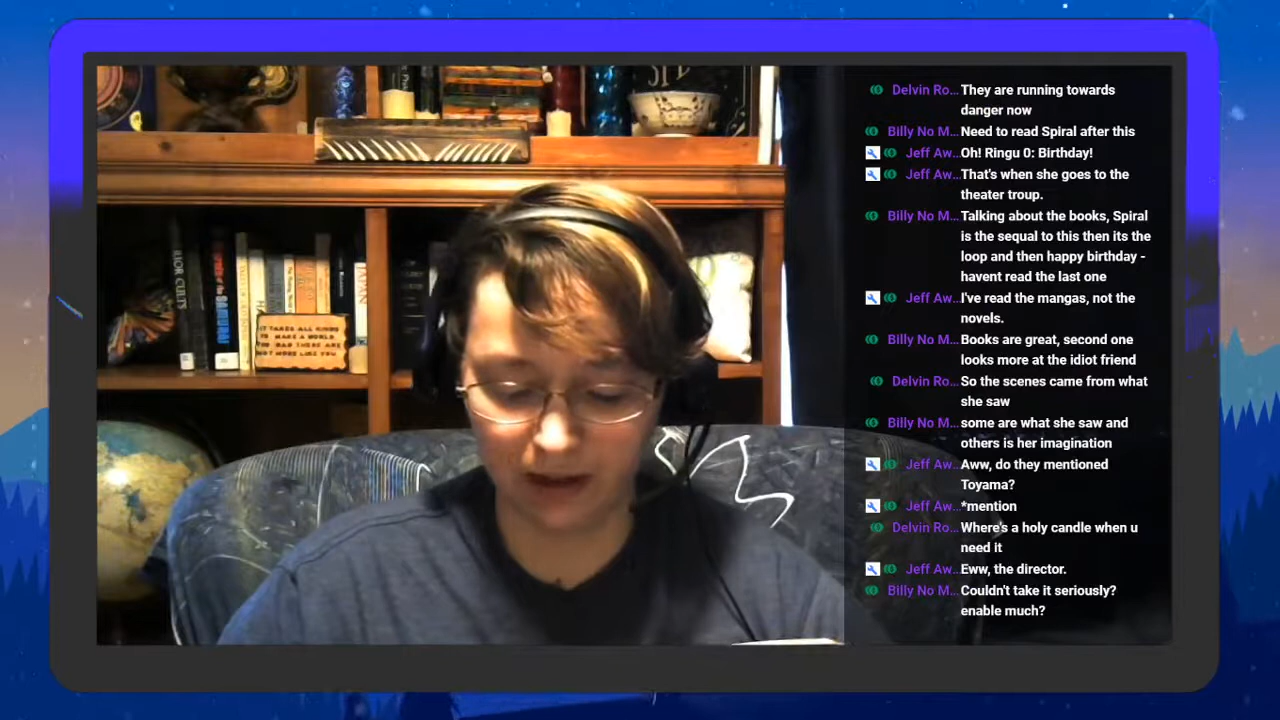 Delvin Ro... They are running towards
danger now
Billy No M... Need to read Spiral after this
Jeff Aw... Oh! Ringu 0: Birthday!
Jeff Aw... That's when she goes to the
theater troup.
Billy No M... Talking about the books, Spiral
is the sequal to this then its the
loop and then happy birthday -
havent read the last one
Jeff Aw... I've read the mangas, not the
novels.
Billy No M... Books are great, second one
looks more at the idiot friend
Delvin Ro... So the scenes came from what
she saw
Billy No M... some are what she saw and
others is her imagination
Jeff Aw... Aww, do they mentioned
Toyama?
Jeff Aw... *mention
Delvin Ro... Where's a holy candle when u
need it
Jeff Aw... Eww, the director.
Billy No M... Couldn't take it seriously?
enable much?
IT TAKES ALL KINDS
TO MAKE A WORLD
TOO BAD THERE ARE
NOT MORE LIKE YOU
CULTS
SAMURAI